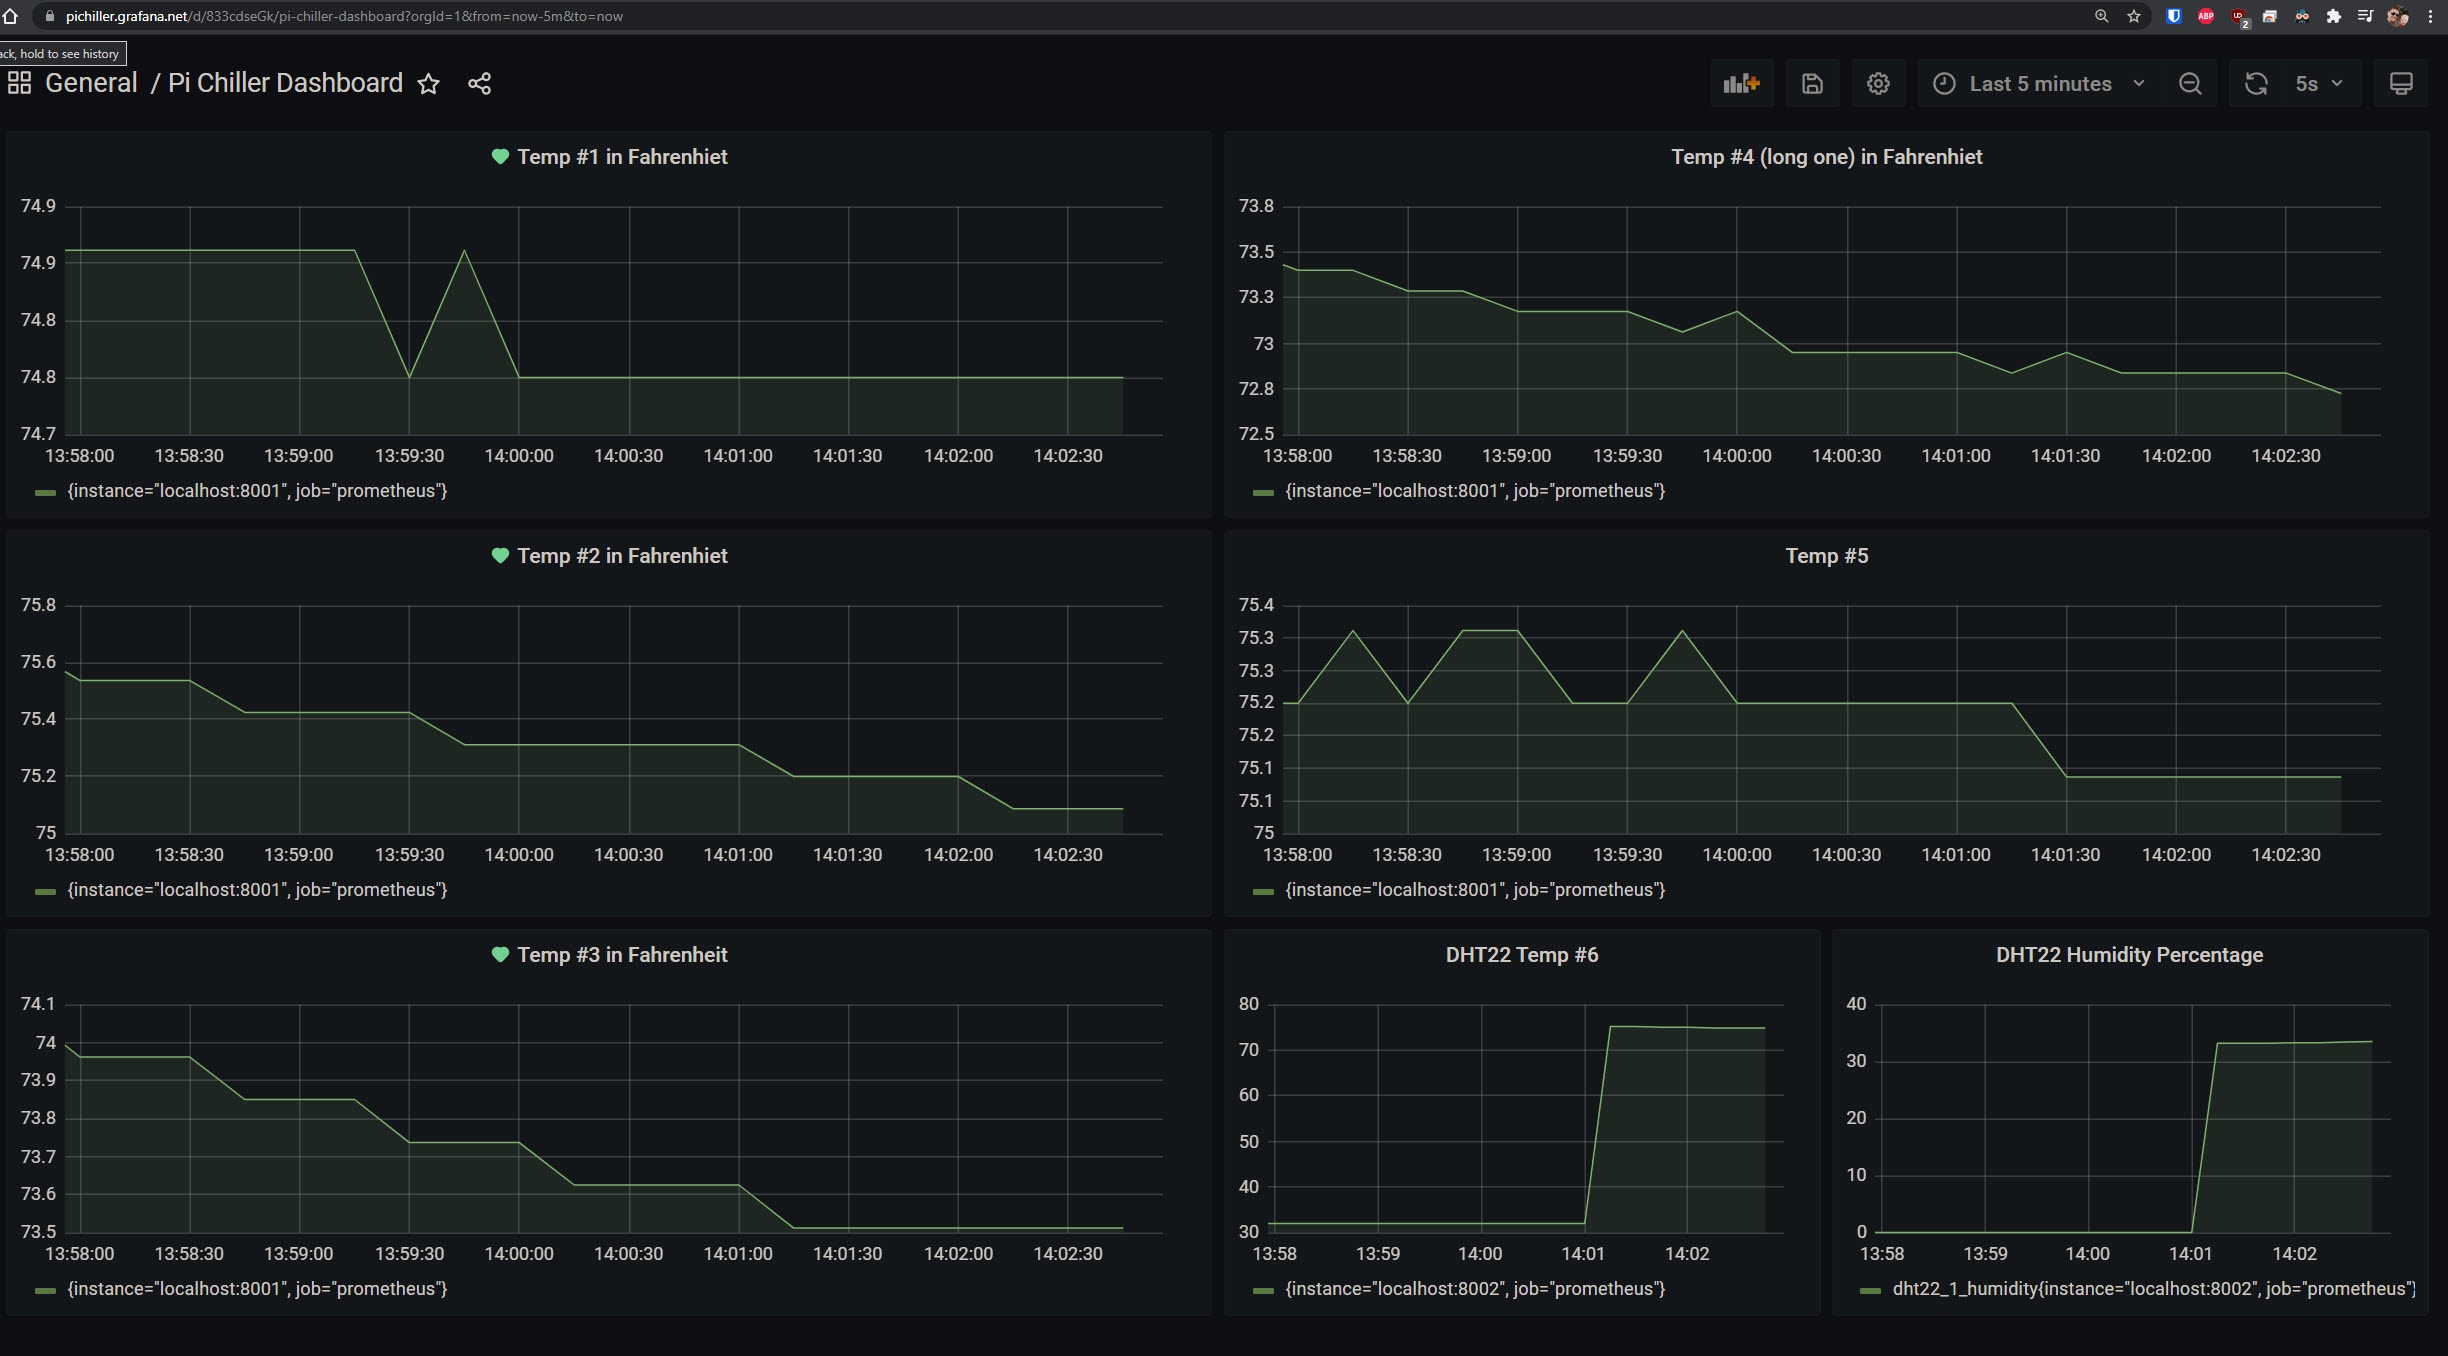 pichiller.grafana.net/d/833cdseGk/pi-chiller-dashboard?orgId=1&from=now-5m&to=now
ABP
2
ack, hold to see history
General / Pi Chiller Dashboard
Last 5 minutes
5s
Temp #1 in Fahrenhiet
74.9
74.9
74.8
74.8
74.7
13:58:00 13:58:30 13:59:00 13:59:30 14:00:00 14:00:30 14:01:00 14:01:30 14:02:00 14:02:30
{instance="localhost:8001", job="prometheus"}
Temp #4 (long one) in Fahrenhiet
73.8
73.5
73.3
73
72.8
72.5
13:58:00 13:58:30 13:59:00 13:59:30 14:00:00 14:00:30 14:01:00 14:01:30 14:02:00 14:02:30
{instance="localhost:8001", job="prometheus"}
Temp #2 in Fahrenhiet
75.8
75.6
75.4
75.2
75
13:58:00 13:58:30 13:59:00 13:59:30 14:00:00 14:00:30 14:01:00 14:01:30 14:02:00 14:02:30
{instance="localhost:8001", job="prometheus"}
Temp #5
75.4
75.3
75.3
75.2
75.2
75.1
75.1
75
13:58:00 13:58:30 13:59:00 13:59:30 14:00:00 14:00:30 14:01:00 14:01:30 14:02:00 14:02:30
{instance="localhost:8001", job="prometheus"}
Temp #3 in Fahrenheit
74.1
74
73.9
73.8
73.7
73.6
73.5
13:58:00 13:58:30 13:59:00 13:59:30 14:00:00 14:00:30 14:01:00 14:01:30 14:02:00 14:02:30
{instance="localhost:8001", job="prometheus"}
DHT22 Temp #6
80
70
60
50
40
30
13:58 13:59 14:00 14:01 14:02
{instance="localhost:8002", job="prometheus"}
DHT22 Humidity Percentage
40
30
20
10
0
13:58 13:59 14:00 14:01 14:02
dht22_1_humidity{instance="localhost:8002", job="prometheus"}